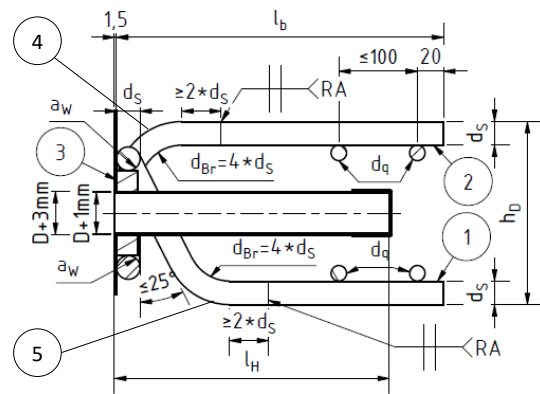 1,5
l_b
4
≤100
20
a_W
d_S
≥2*d_S
RA
3
d_Br=4*d_S
d_q
d_S
2
D+3mm
D+1mm
h_D
1
a_W
≤25°
d_Br=4*d_S
d_q
d_S
≥2*d_S
5
l_H
RA